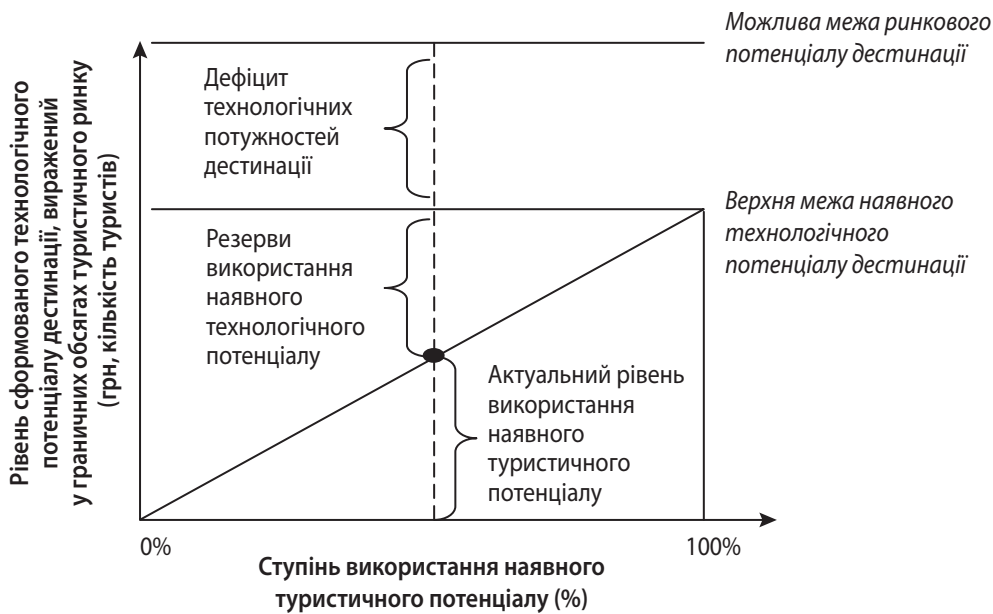 Можлива межа ринкового
потенціалу дестинації
Рівень сформованого технологічного
потенціалу дестинації, виражений
у граничних обсягах туристичного ринку
(грн, кількість туристів)
Дефіцит
технологічних
потужностей
дестинації
Верхня межа наявного
технологічного
потенціалу дестинації
Резерви
використання
наявного
технологічного
потенціалу
Актуальний рівень
використання
наявного
туристичного
потенціалу
0%
100%
Ступінь використання наявного
туристичного потенціалу (%)